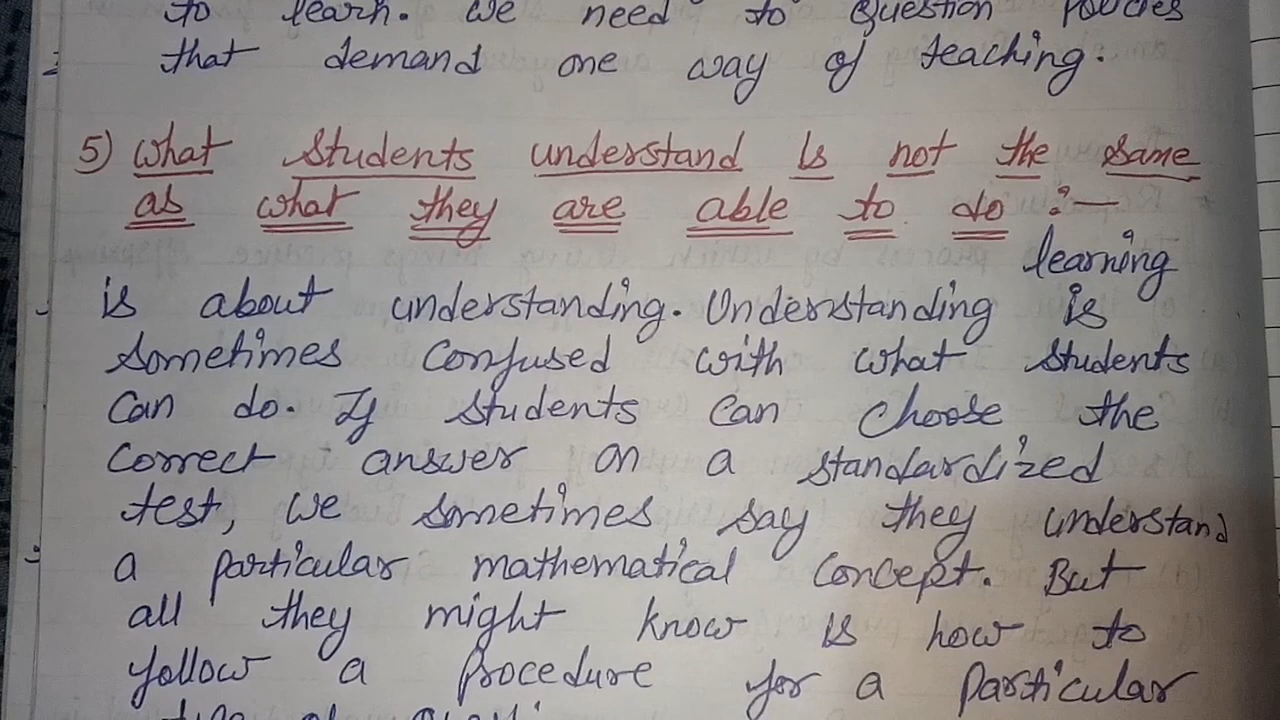 to learn. We need to question policies
that demand one way of teaching.
5) What students understand Is not the same
as what they are able to do :-
learning
is about understanding. Understanding is
sometimes confused with what students
can do. If students can choose the
correct answer on a standardized
test, we sometimes say they understand
a particular mathematical concept. But
all they might know is how to
follow a procedure for a particular